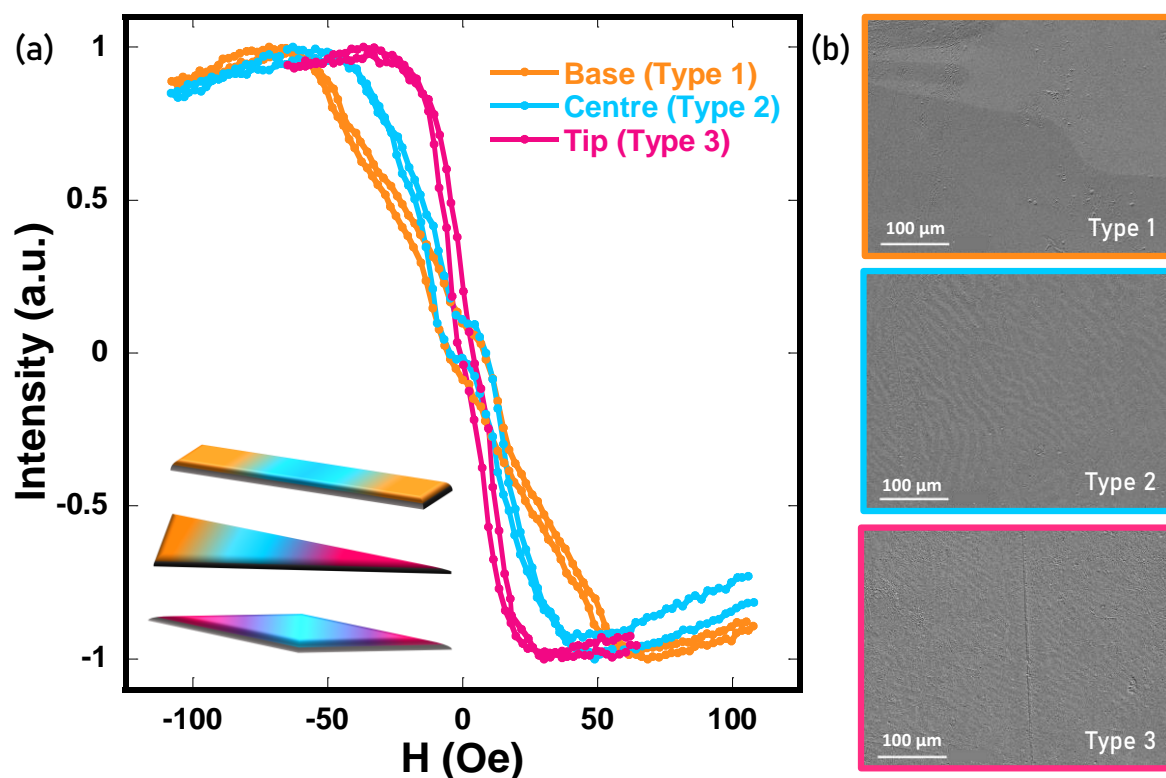 (a)
Intensity (a.u.)
1
0.5
0
-0.5
-1
Base (Type 1)
Centre (Type 2)
Tip (Type 3)
-100
-50
0
50
100
H (Oe)
(b)
100 µm
Type 1
100 µm
Type 2
100 µm
Type 3